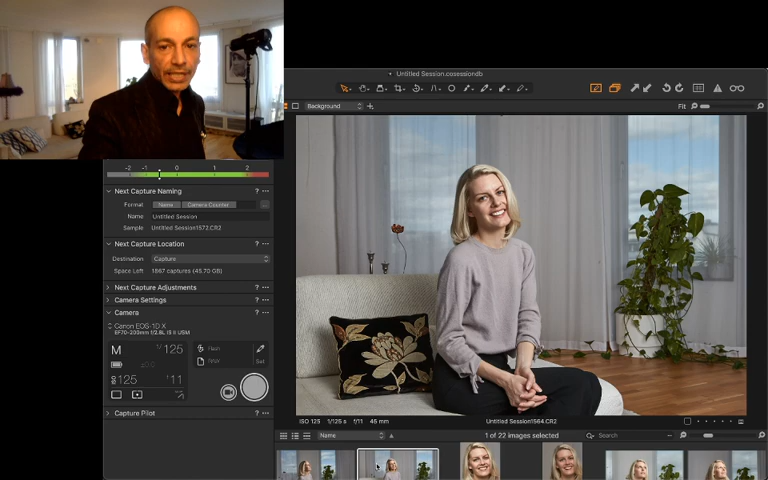 Untitled Session.cosessiondb
Background
Fit
-2 -1 0 1 2
Next Capture Naming
Format Name Camera Counter
Name Untitled Session
Sample Untitled Session1572.CR2
Next Capture Location
Destination Capture
Space Left 1867 captures (45.70 GB)
Next Capture Adjustments
Camera Settings
Camera
Canon EOS-1D X
EF70-200mm f/2.8L IS II USM
M 1/125
125 11
Set
Capture Pilot
ISO 125 1/125 s f/11 45 mm
Untitled Session1564.CR2
Name
1 of 22 images selected
Search